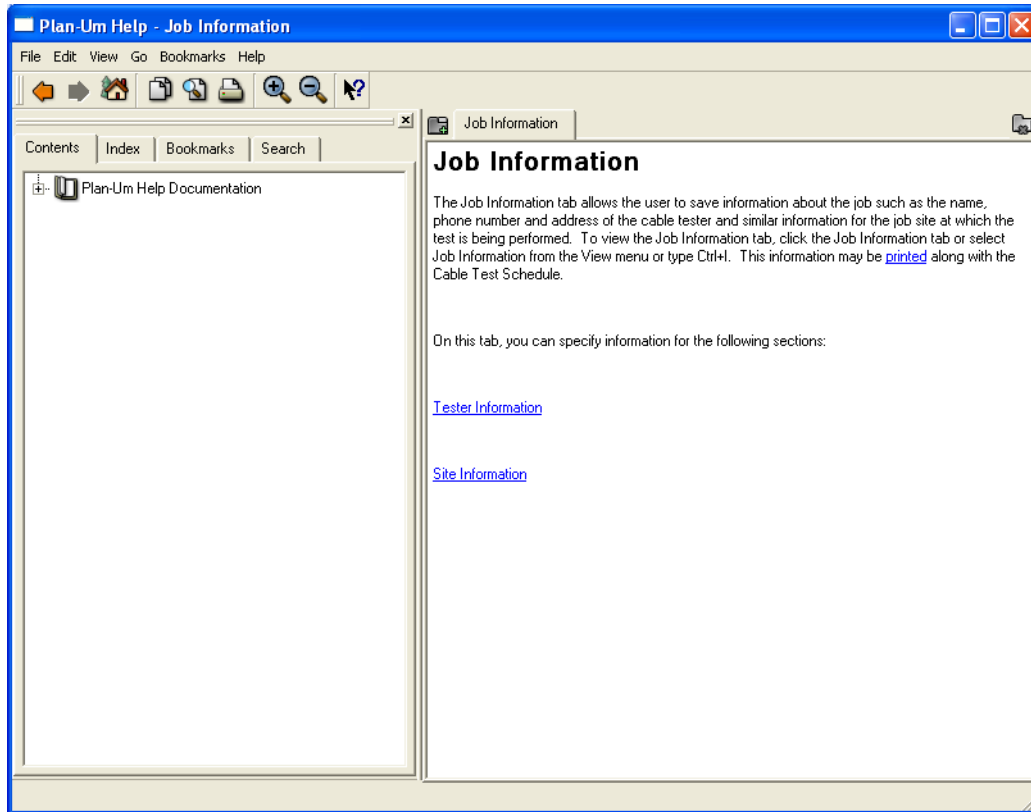 Plan-Um Help - Job Information
File Edit View Go Bookmarks Help
Contents Index Bookmarks Search
Plan-Um Help Documentation
Job Information
Job Information
The Job Information tab allows the user to save information about the job such as the name,
phone number and address of the cable tester and similar information for the job site at which the
test is being performed. To view the Job Information tab, click the Job Information tab or select
Job Information from the View menu or type Ctrl+I. This information may be printed along with the
Cable Test Schedule.
On this tab, you can specify information for the following sections:
Tester Information
Site Information